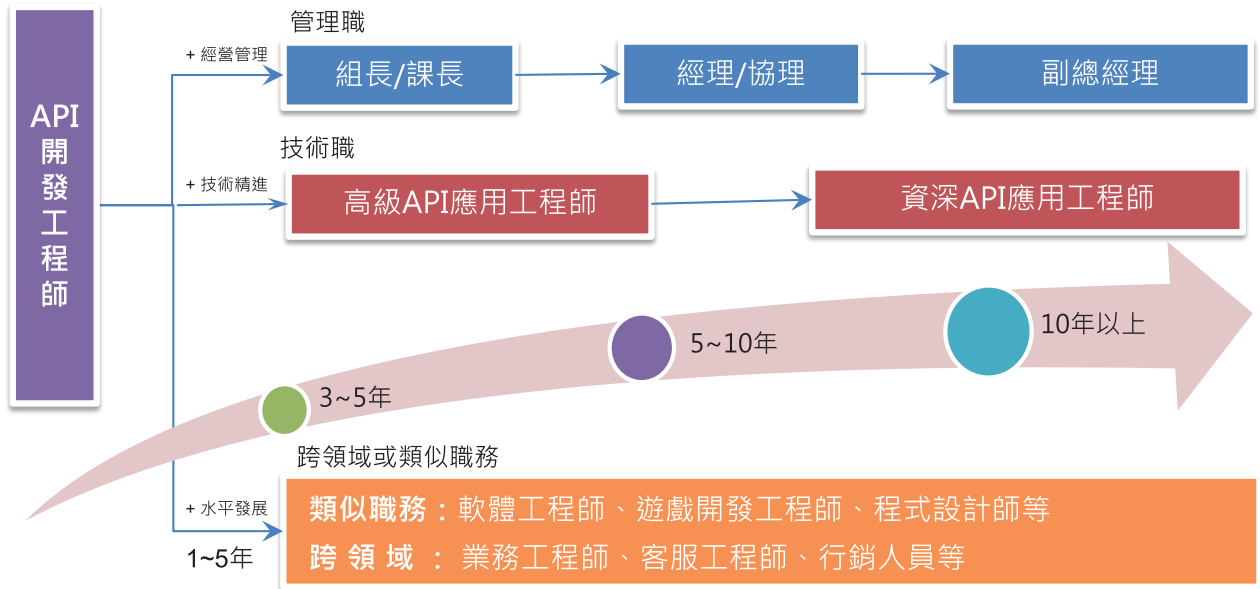 API
開
發
工
程
師
管理職
+ 經營管理
組長/課長
經理/協理
副總經理
技術職
+ 技術精進
高級API應用工程師
資深API應用工程師
3~5年
5~10年
10年以上
跨領域或類似職務
+ 水平發展
1~5年
類似職務：軟體工程師、遊戲開發工程師、程式設計師等
跨 領 域 ： 業務工程師、客服工程師、行銷人員等